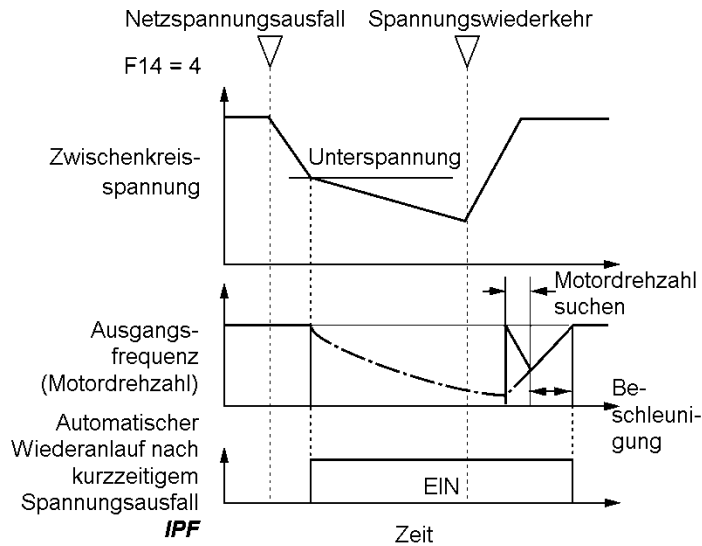 Netzspannungsausfall
Spannungswiederkehr
F14 = 4
Zwischenkreis-
spannung
Unterspannung
Motordrehzahl
suchen
Ausgangs-
frequenz
(Motordrehzahl)
Be-
schleuni-
gung
Automatischer
Wiederanlauf nach
kurzzeitigem
Spannungsausfall
IPF
EIN
Zeit